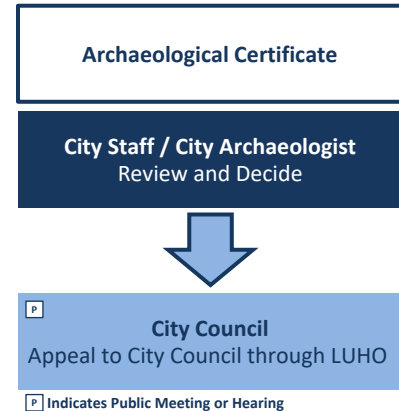 Archaeological Certificate
City Staff / City Archaeologist
Review and Decide
P
City Council
Appeal to City Council through LUHO
P Indicates Public Meeting or Hearing